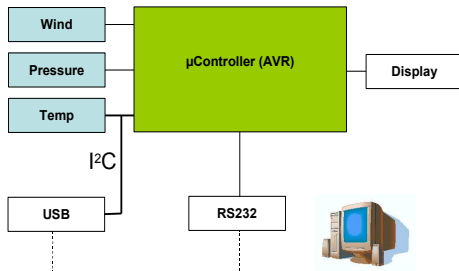 Wind
µController (AVR)
Pressure
Display
Temp
I²C
USB
RS232